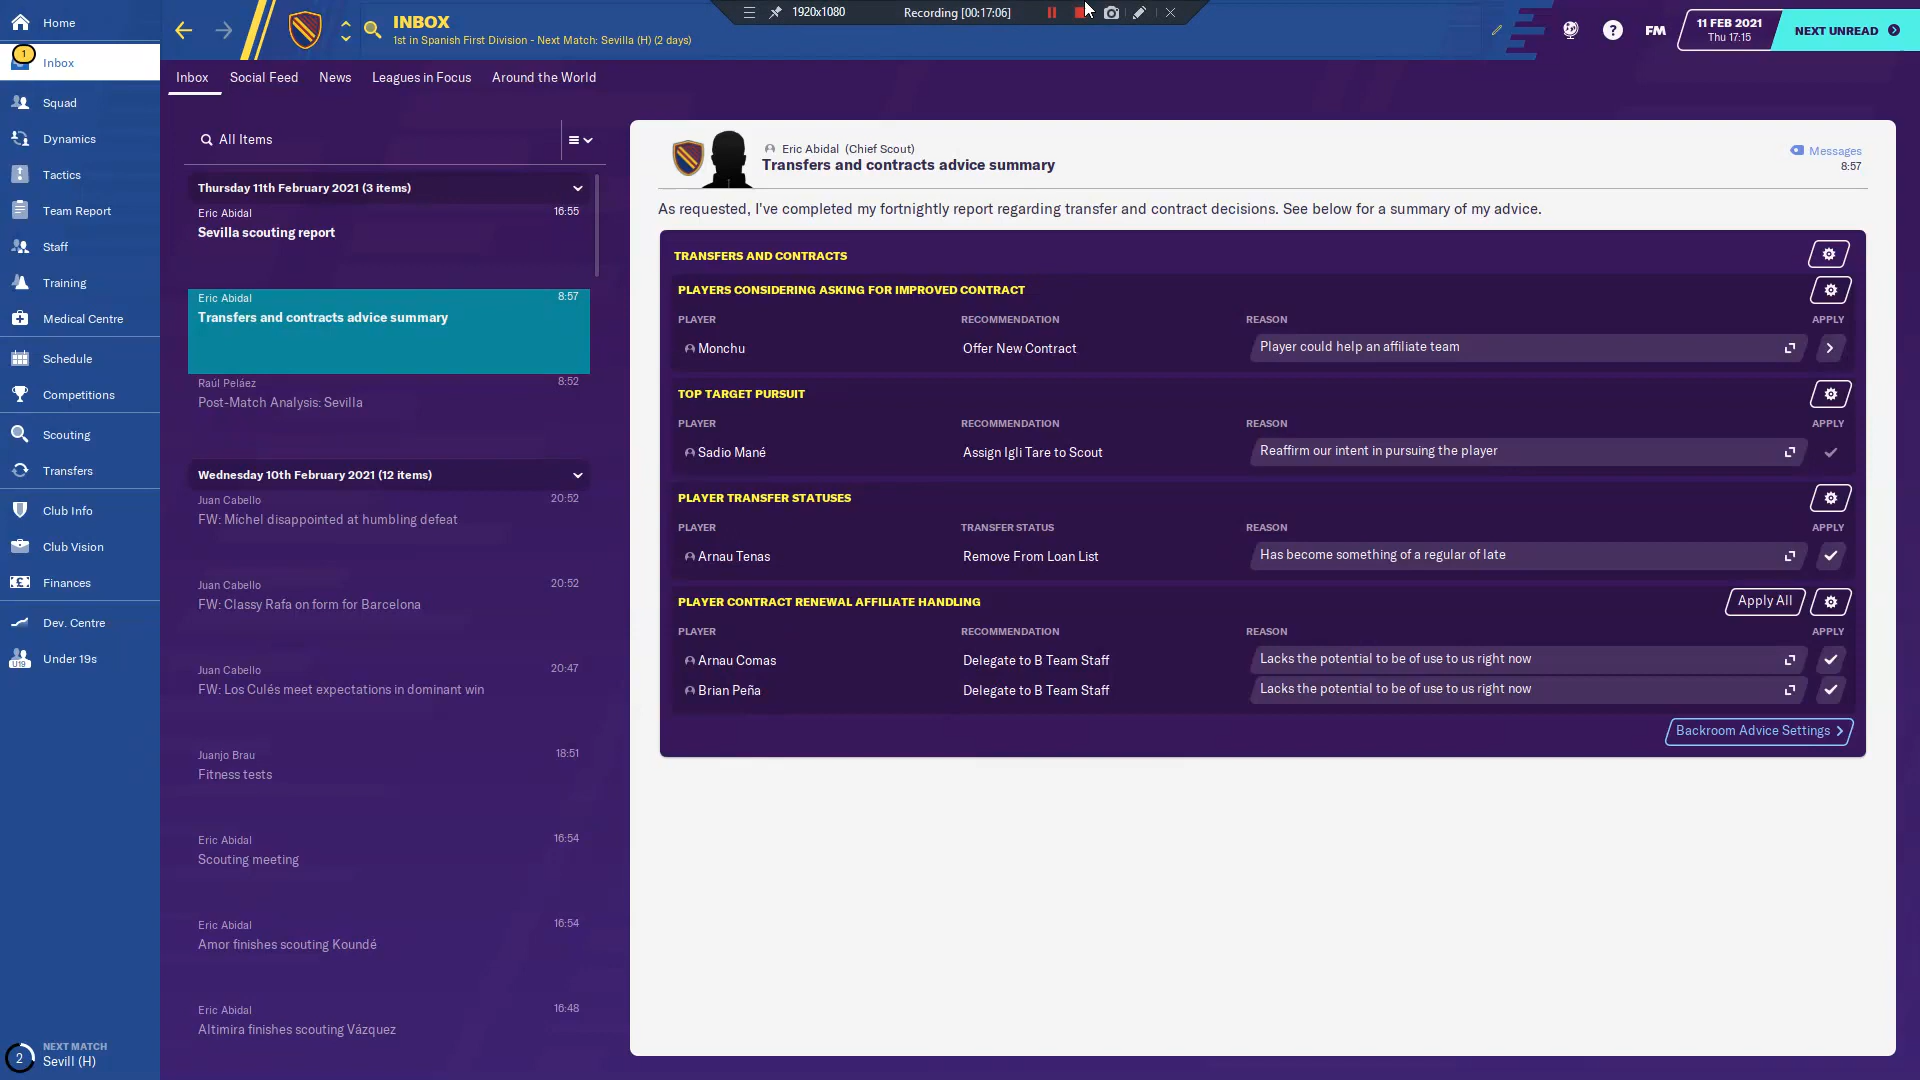 1920x1080
Recording [00:17:06]
Home
1
Inbox
Squad
Dynamics
Tactics
Team Report
Staff
Training
Medical Centre
Schedule
Competitions
Scouting
Transfers
Club Info
Club Vision
Finances
Dev. Centre
U19
Under 19s
2
NEXT MATCH
Sevill (H)
INBOX
1st in Spanish First Division - Next Match: Sevilla (H) (2 days)
?
FM
11 FEB 2021
Thu 17:15
NEXT UNREAD
Inbox
Social Feed
News
Leagues in Focus
Around the World
All Items
Thursday 11th February 2021 (3 items)
Eric Abidal 16:55
Sevilla scouting report
Eric Abidal 8:57
Transfers and contracts advice summary
Raúl Peláez 8:52
Post-Match Analysis: Sevilla
Wednesday 10th February 2021 (12 items)
Juan Cabello 20:52
FW: Míchel disappointed at humbling defeat
Juan Cabello 20:52
FW: Classy Rafa on form for Barcelona
Juan Cabello 20:47
FW: Los Culés meet expectations in dominant win
Juanjo Brau 18:51
Fitness tests
Eric Abidal 16:54
Scouting meeting
Eric Abidal 16:54
Amor finishes scouting Koundé
Eric Abidal 16:48
Altimira finishes scouting Vázquez
Eric Abidal (Chief Scout)
Transfers and contracts advice summary
Messages
8:57
As requested, I've completed my fortnightly report regarding transfer and contract decisions. See below for a summary of my advice.
TRANSFERS AND CONTRACTS
PLAYERS CONSIDERING ASKING FOR IMPROVED CONTRACT
PLAYER RECOMMENDATION REASON APPLY
Monchu Offer New Contract Player could help an affiliate team
TOP TARGET PURSUIT
PLAYER RECOMMENDATION REASON APPLY
Sadio Mané Assign Igli Tare to Scout Reaffirm our intent in pursuing the player
PLAYER TRANSFER STATUSES
PLAYER TRANSFER STATUS REASON APPLY
Arnau Tenas Remove From Loan List Has become something of a regular of late
PLAYER CONTRACT RENEWAL AFFILIATE HANDLING Apply All
PLAYER RECOMMENDATION REASON APPLY
Arnau Comas Delegate to B Team Staff Lacks the potential to be of use to us right now
Brian Peña Delegate to B Team Staff Lacks the potential to be of use to us right now
Backroom Advice Settings